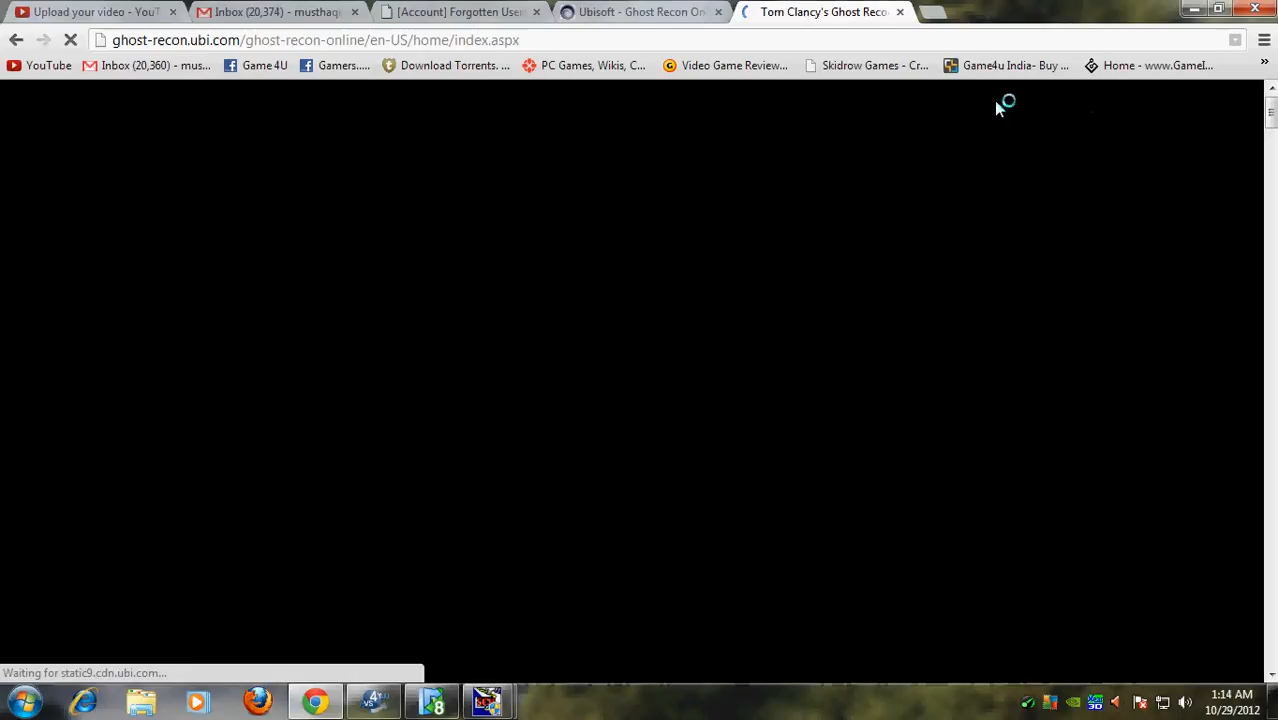 Upload your video - YouT
Inbox (20,374) - musthaqi
[Account] Forgotten User
Ubisoft - Ghost Recon On
Tom Clancy's Ghost Reco
ghost-recon.ubi.com/ghost-recon-online/en-US/home/index.aspx
YouTube
Inbox (20,360) - mus...
Game 4U
Gamers.....
Download Torrents. ...
PC Games, Wikis, C...
Video Game Review...
Skidrow Games - Cr...
Game4u India- Buy ...
Home - www.GameI...
»
Waiting for static9.cdn.ubi.com...
1:14 AM
10/29/2012